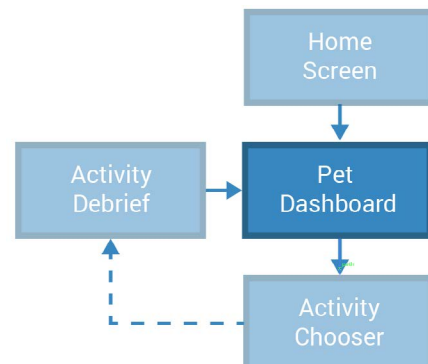 Home
Screen
Activity
Debrief
Pet
Dashboard
Activity
Chooser